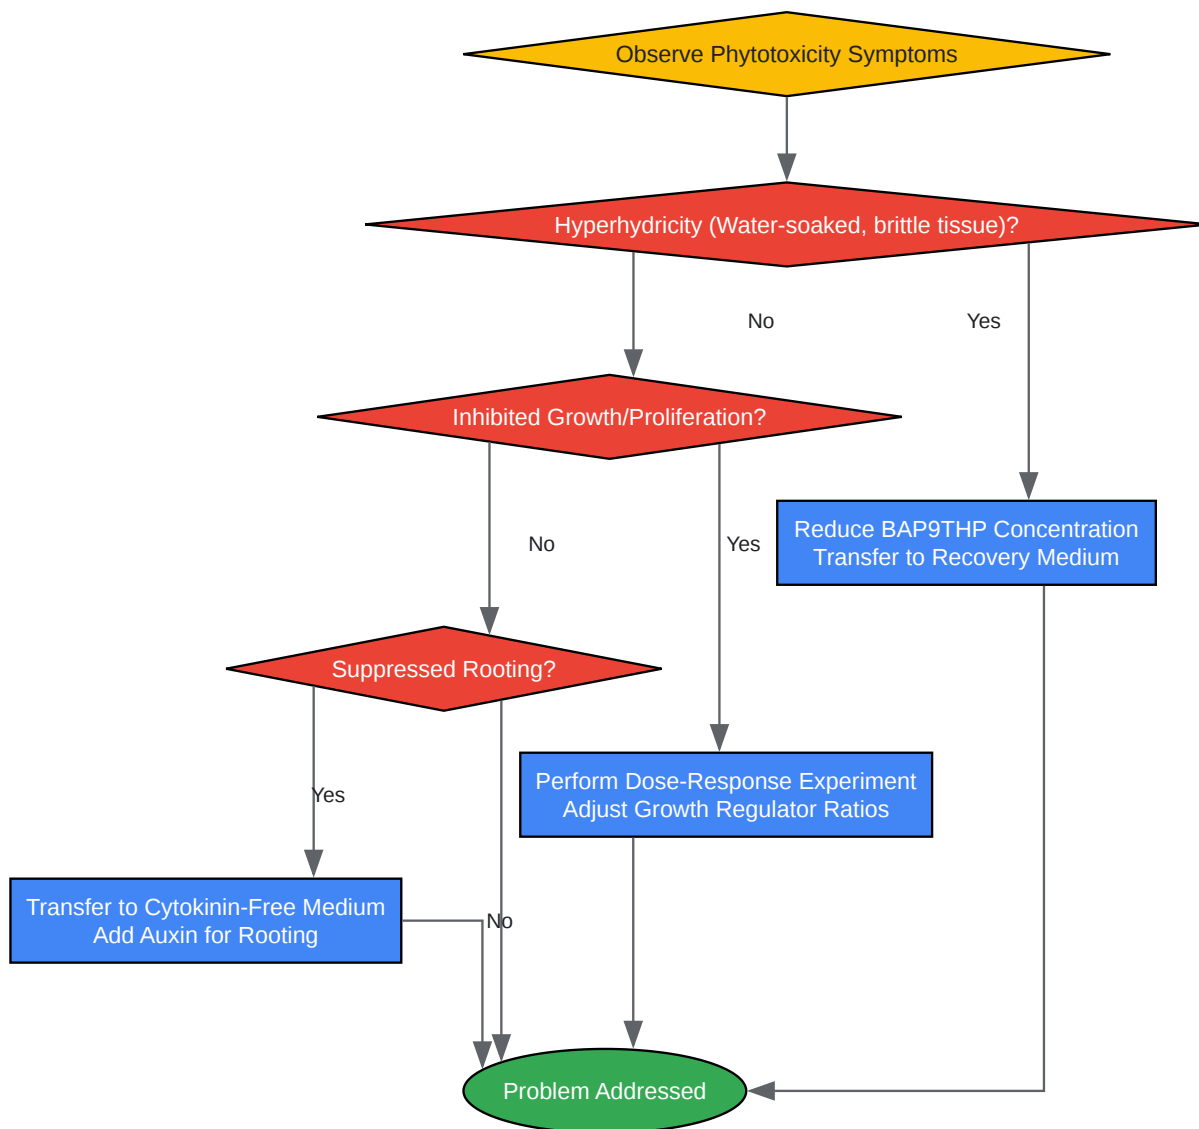 Observe Phytotoxicity Symptoms
Hyperhydricity (Water-soaked, brittle tissue)?
No
Yes
Inhibited Growth/Proliferation?
No
Yes
Reduce BAP9THP Concentration
Transfer to Recovery Medium
Suppressed Rooting?
Yes
Perform Dose-Response Experiment
Adjust Growth Regulator Ratios
Transfer to Cytokinin-Free Medium
Add Auxin for Rooting
No
Problem Addressed